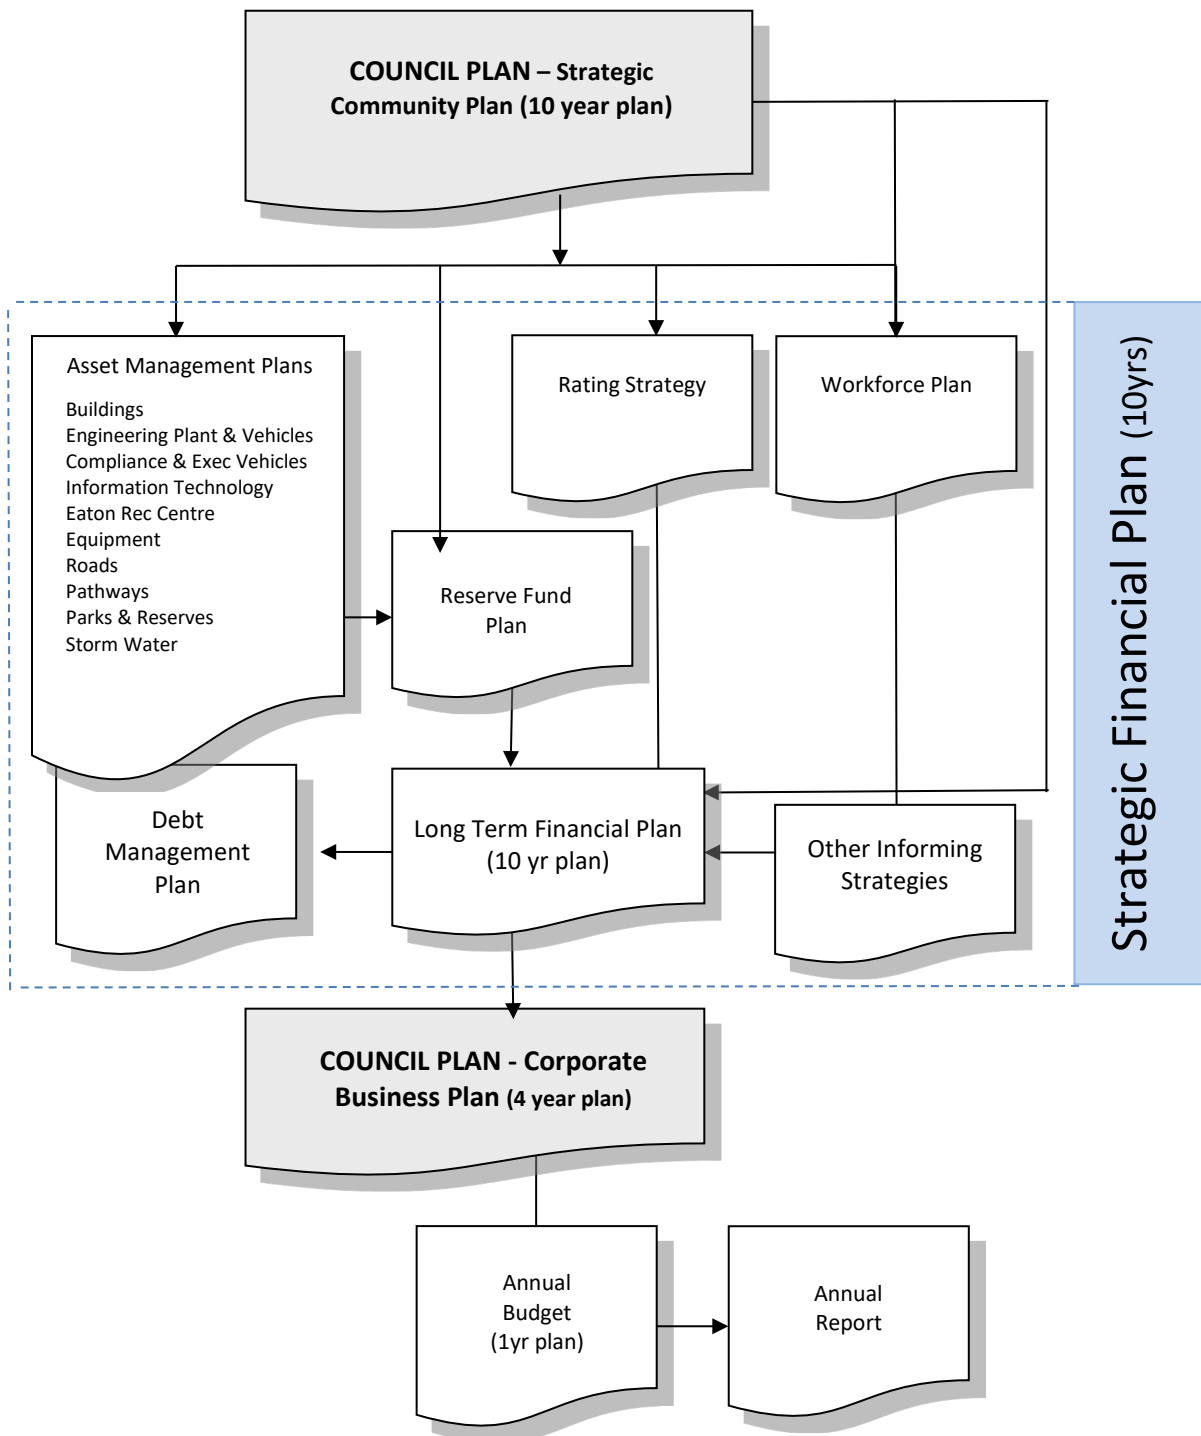 COUNCIL PLAN – Strategic
Community Plan (10 year plan)
Asset Management Plans
Buildings
Engineering Plant & Vehicles
Compliance & Exec Vehicles
Information Technology
Eaton Rec Centre
Equipment
Roads
Pathways
Parks & Reserves
Storm Water
Rating Strategy
Workforce Plan
Reserve Fund
Plan
Strategic Financial Plan (10yrs)
Debt
Management
Plan
Long Term Financial Plan
(10 yr plan)
Other Informing
Strategies
COUNCIL PLAN - Corporate
Business Plan (4 year plan)
Annual
Budget
(1yr plan)
Annual
Report